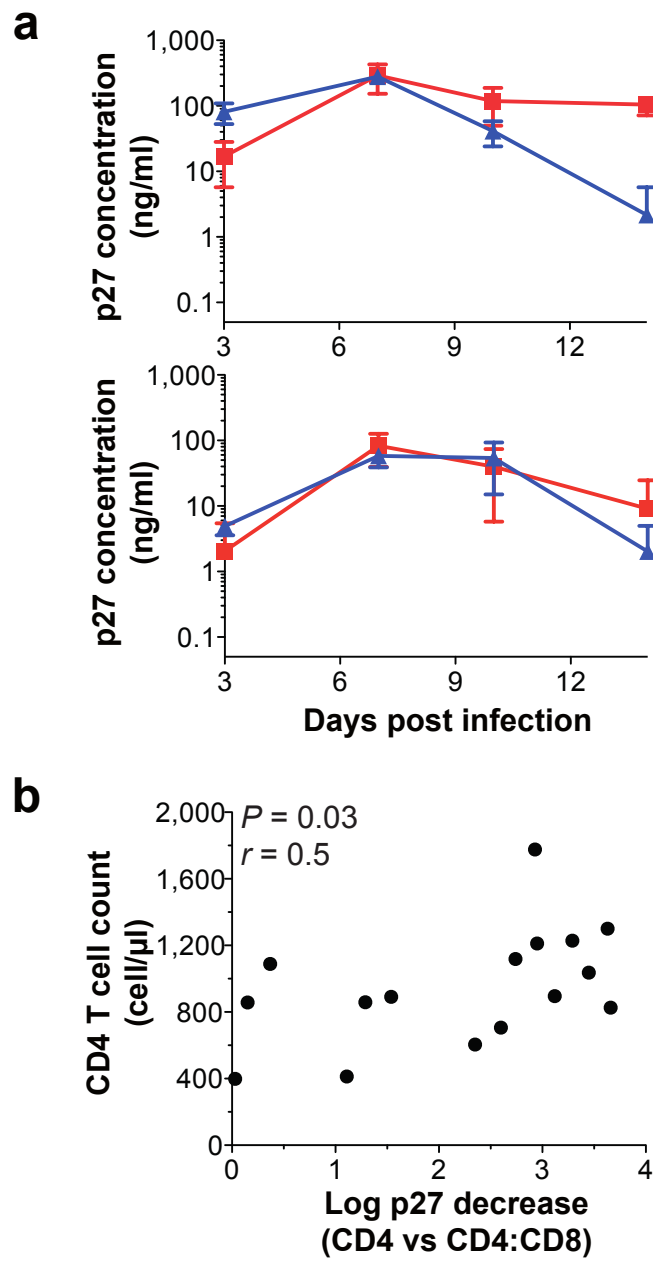 a
p27 concentration
(ng/ml)
1,000
100
10
1
0.1
3 6 9 12
p27 concentration
(ng/ml)
1,000
100
10
1
0.1
3 6 9 12
Days post infection
b
CD4 T cell count
(cell/µl)
2,000
1,600
1,200
800
400
0
P = 0.03
r = 0.5
0 1 2 3 4
Log p27 decrease
(CD4 vs CD4:CD8)